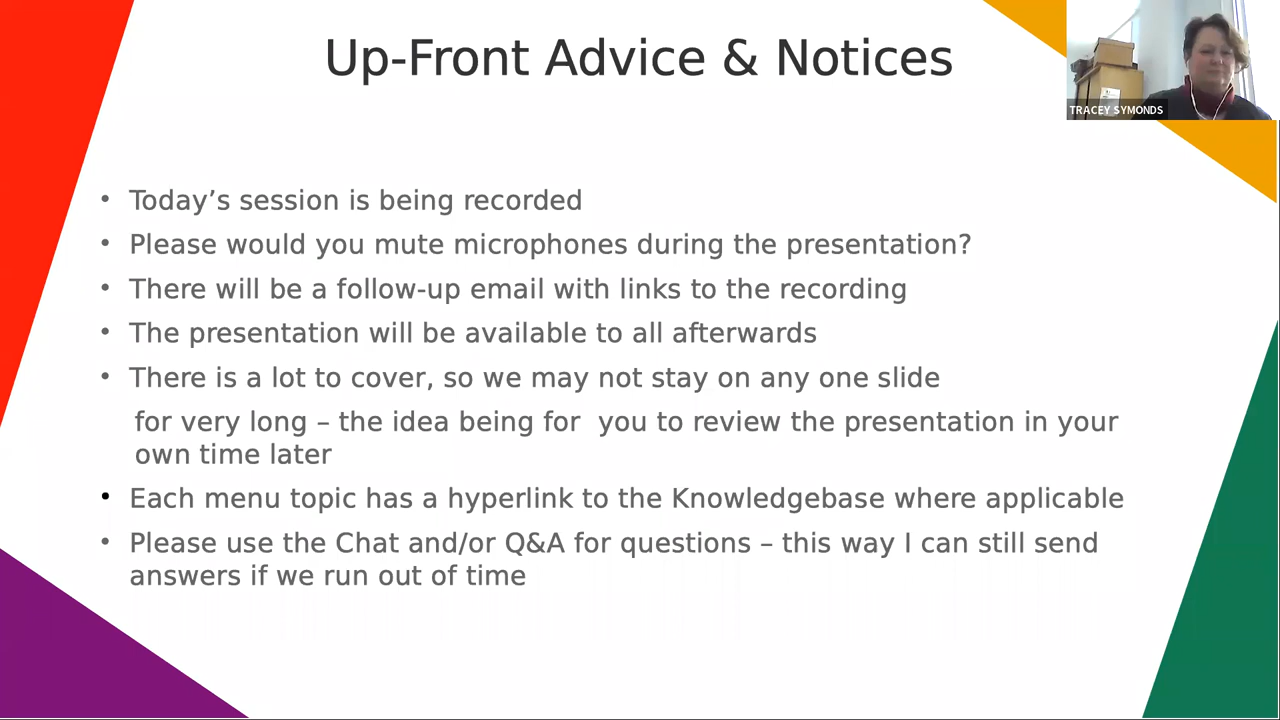 Up-Front Advice & Notices
TRACEY SYMONDS
• Today’s session is being recorded
• Please would you mute microphones during the presentation?
• There will be a follow-up email with links to the recording
• The presentation will be available to all afterwards
• There is a lot to cover, so we may not stay on any one slide
for very long – the idea being for  you to review the presentation in your
own time later
• Each menu topic has a hyperlink to the Knowledgebase where applicable
• Please use the Chat and/or Q&A for questions – this way I can still send
answers if we run out of time